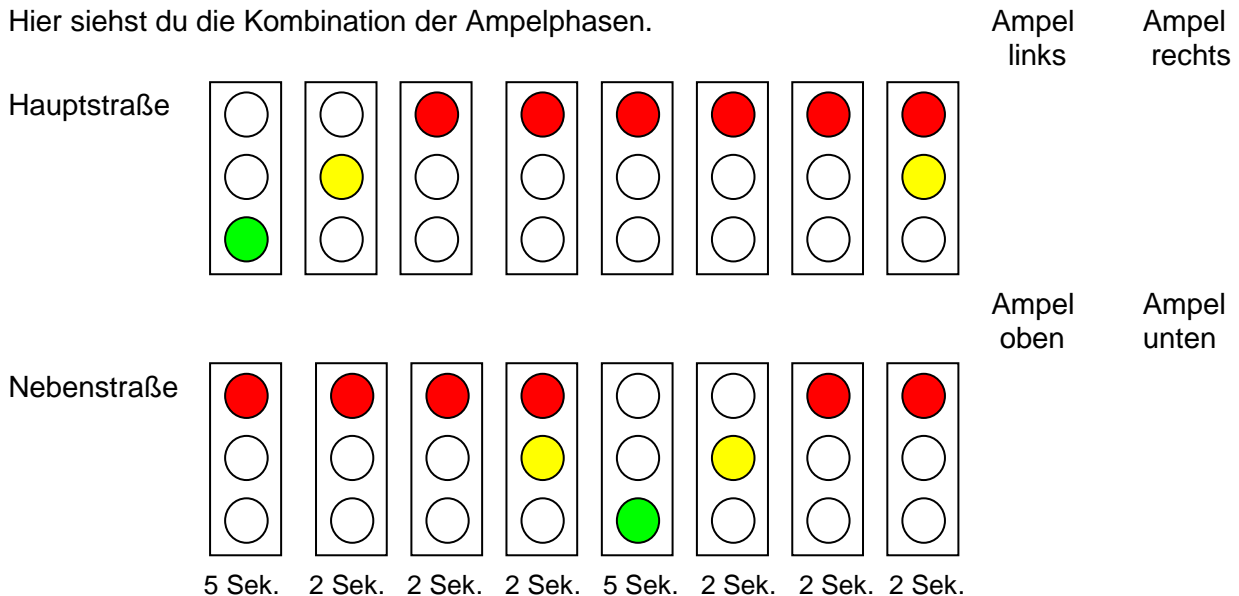 Hier siehst du die Kombination der Ampelphasen.
Ampel links
Ampel rechts
Hauptstraße
Ampel oben
Ampel unten
Nebenstraße
5 Sek. 2 Sek. 2 Sek. 2 Sek. 5 Sek. 2 Sek. 2 Sek. 2 Sek.